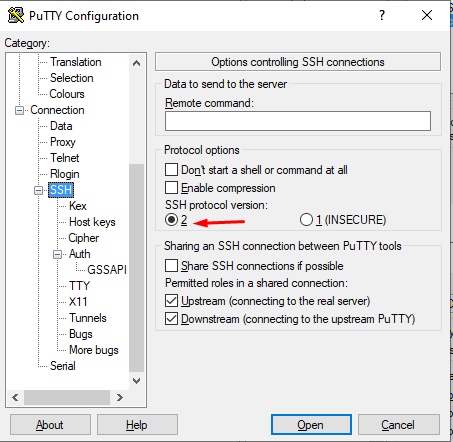 PuTTY Configuration
Category:
Translation
Selection
Colours
Connection
Data
Proxy
Telnet
Rlogin
SSH
Kex
Host keys
Cipher
Auth
GSSAPI
TTY
X11
Tunnels
Bugs
More bugs
Serial
Options controlling SSH connections
Data to send to the server
Remote command:
Protocol options
Don't start a shell or command at all
Enable compression
SSH protocol version:
2 1 (INSECURE)
Sharing an SSH connection between PuTTY tools
Share SSH connections if possible
Permitted roles in a shared connection:
Upstream (connecting to the real server)
Downstream (connecting to the upstream PuTTY)
About Help Open Cancel